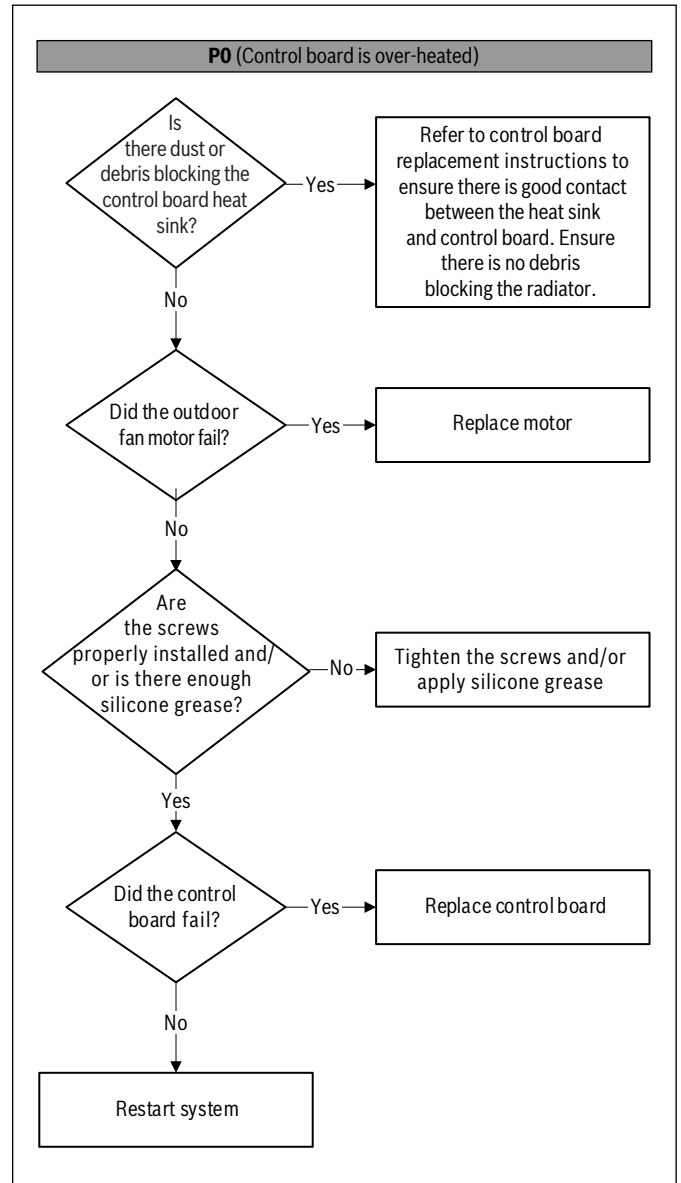 P0 (Control board is over-heated)
Is
there dust or
debris blocking the
control board heat
sink?
Yes
Refer to control board
replacement instructions to
ensure there is good contact
between the heat sink
and control board. Ensure
there is no debris
blocking the radiator.
No
Did the outdoor
fan motor fail?
Yes
Replace motor
No
Are
the screws
properly installed and/
or is there enough
silicone grease?
No
Tighten the screws and/or
apply silicone grease
Yes
Did the control
board fail?
Yes
Replace control board
No
Restart system